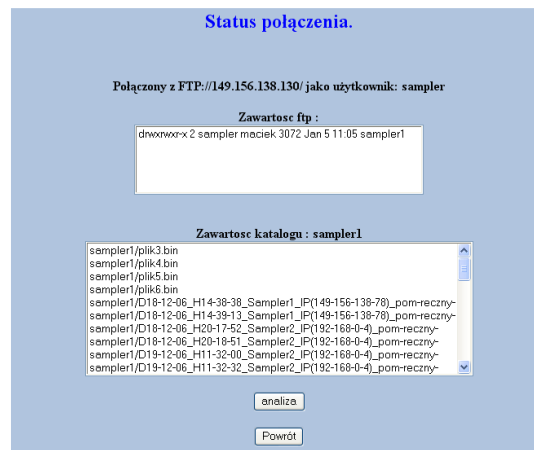 Status połączenia.
Połączony z FTP://149.156.138.130/ jako użytkownik: sampler
Zawartosc ftp :
drwxrwxr-x 2 sampler maciek 3072 Jan 5 11:05 sampler1
Zawartosc katalogu : sampler1
sampler1/plik3.bin
sampler1/plik4.bin
sampler1/plik5.bin
sampler1/plik6.bin
sampler1/D18-12-06_H14-38-38_Sampler1_IP(149-156-138-78)_pom-reczny-
sampler1/D18-12-06_H14-39-13_Sampler1_IP(149-156-138-78)_pom-reczny-
sampler1/D18-12-06_H20-17-52_Sampler2_IP(192-168-0-4)_pom-reczny-
sampler1/D18-12-06_H20-18-51_Sampler2_IP(192-168-0-4)_pom-reczny-
sampler1/D19-12-06_H11-32-00_Sampler2_IP(192-168-0-4)_pom-reczny-
sampler1/D19-12-06_H11-32-32_Sampler2_IP(192-168-0-4)_pom-reczny-
analiza
Powrót